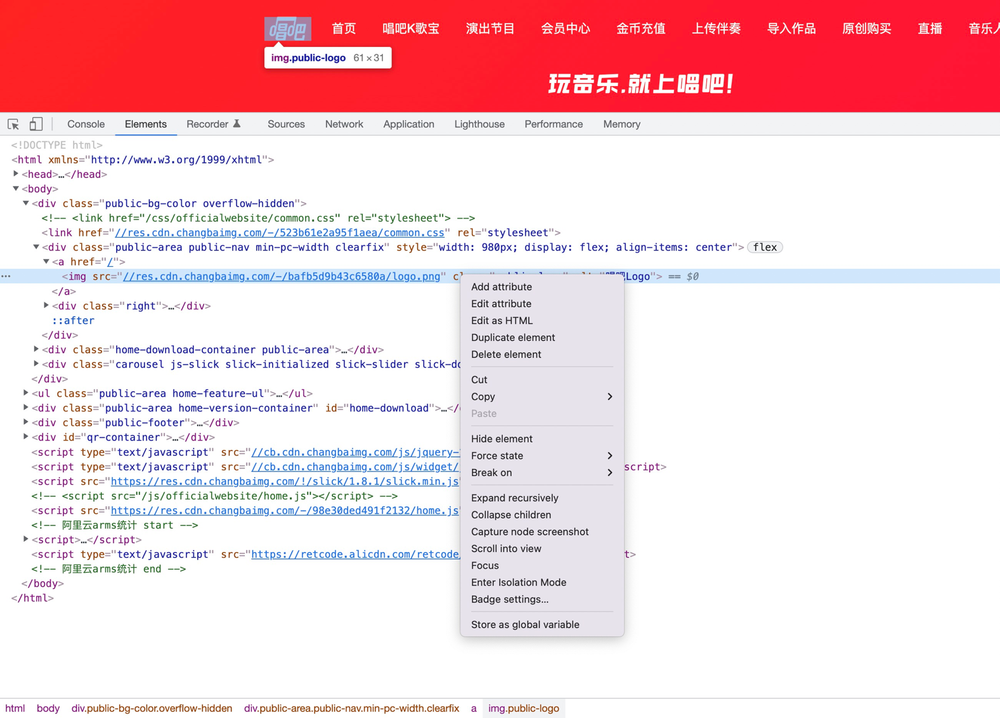 唱吧 首页 唱吧K歌宝 演出节目 会员中心 金币充值 上传伴奏 导入作品 原创购买 直播 音乐人
img.public-logo 61 × 31
玩音乐.就上唱吧!
Console Elements Recorder Sources Network Application Lighthouse Performance Memory
<!DOCTYPE html>
<html xmlns="http://www.w3.org/1999/xhtml">
<head>…</head>
<body>
<div class="public-bg-color overflow-hidden">
<!-- <link href="/css/officialwebsite/common.css" rel="stylesheet"> -->
<link href="//res.cdn.changbaimg.com/-/523b61e2a95f1aea/common.css" rel="stylesheet">
<div class="public-area public-nav min-pc-width clearfix" style="width: 980px; display: flex; align-items: center"> flex
<a href="/">
<img src="//res.cdn.changbaimg.com/-/bafb5d9b43c6580a/logo.png" Logo"> == $0
</a>
<div class="right">…</div>
::after
</div>
<div class="home-download-container public-area">…</div>
<div class="carousel js-slick slick-initialized slick-slider
</div>
<ul class="public-area home-feature-ul">…</ul>
<div class="public-area home-version-container" id="home-download">…</
<div class="public-footer">…</div>
<div id="qr-container">…</div>
<script type="text/javascript" src="//cb.cdn.changbaimg.com/js/jquery-
<script type="text/javascript" src="//cb.cdn.changbaimg.com/js/widget/ script>
<script src="https://res.cdn.changbaimg.com/!/slick/1.8.1/slick.min.js
<!-- <script src="/js/officialwebsite/home.js"></script> -->
<script src="https://res.cdn.changbaimg.com/-/98e30ded491f2132/home.js
<!-- 阿里云arms统计 start -->
<script>…</script>
<script type="text/javascript" src="https://retcode.alicdn.com/retcode/ t>
<!-- 阿里云arms统计 end -->
</body>
</html>
Add attribute
Edit attribute
Edit as HTML
Duplicate element
Delete element
Cut
Copy
Paste
Hide element
Force state
Break on
Expand recursively
Collapse children
Capture node screenshot
Scroll into view
Focus
Enter Isolation Mode
Badge settings...
Store as global variable
html body div.public-bg-color.overflow-hidden div.public-area.public-nav.min-pc-width.clearfix a img.public-logo